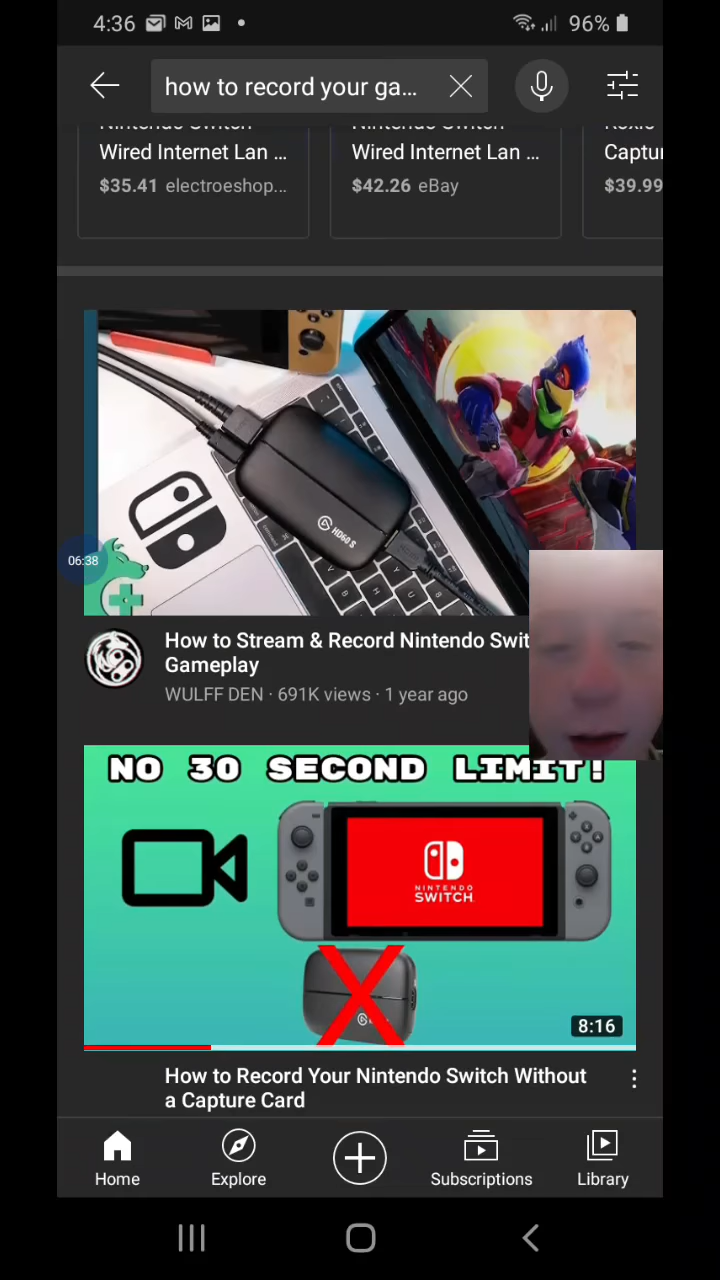 4:36
96%
how to record your ga...
Nintendo Switch
Wired Internet Lan ...
$35.41 electroeshop...
Nintendo Switch
Wired Internet Lan ...
$42.26 eBay
Captur
$39.99
HD60 S
06:38
How to Stream & Record Nintendo Swit
Gameplay
WULFF DEN · 691K views · 1 year ago
NO 30 SECOND LIMIT!
NINTENDO
SWITCH
8:16
How to Record Your Nintendo Switch Without
a Capture Card
Home
Explore
Subscriptions
Library